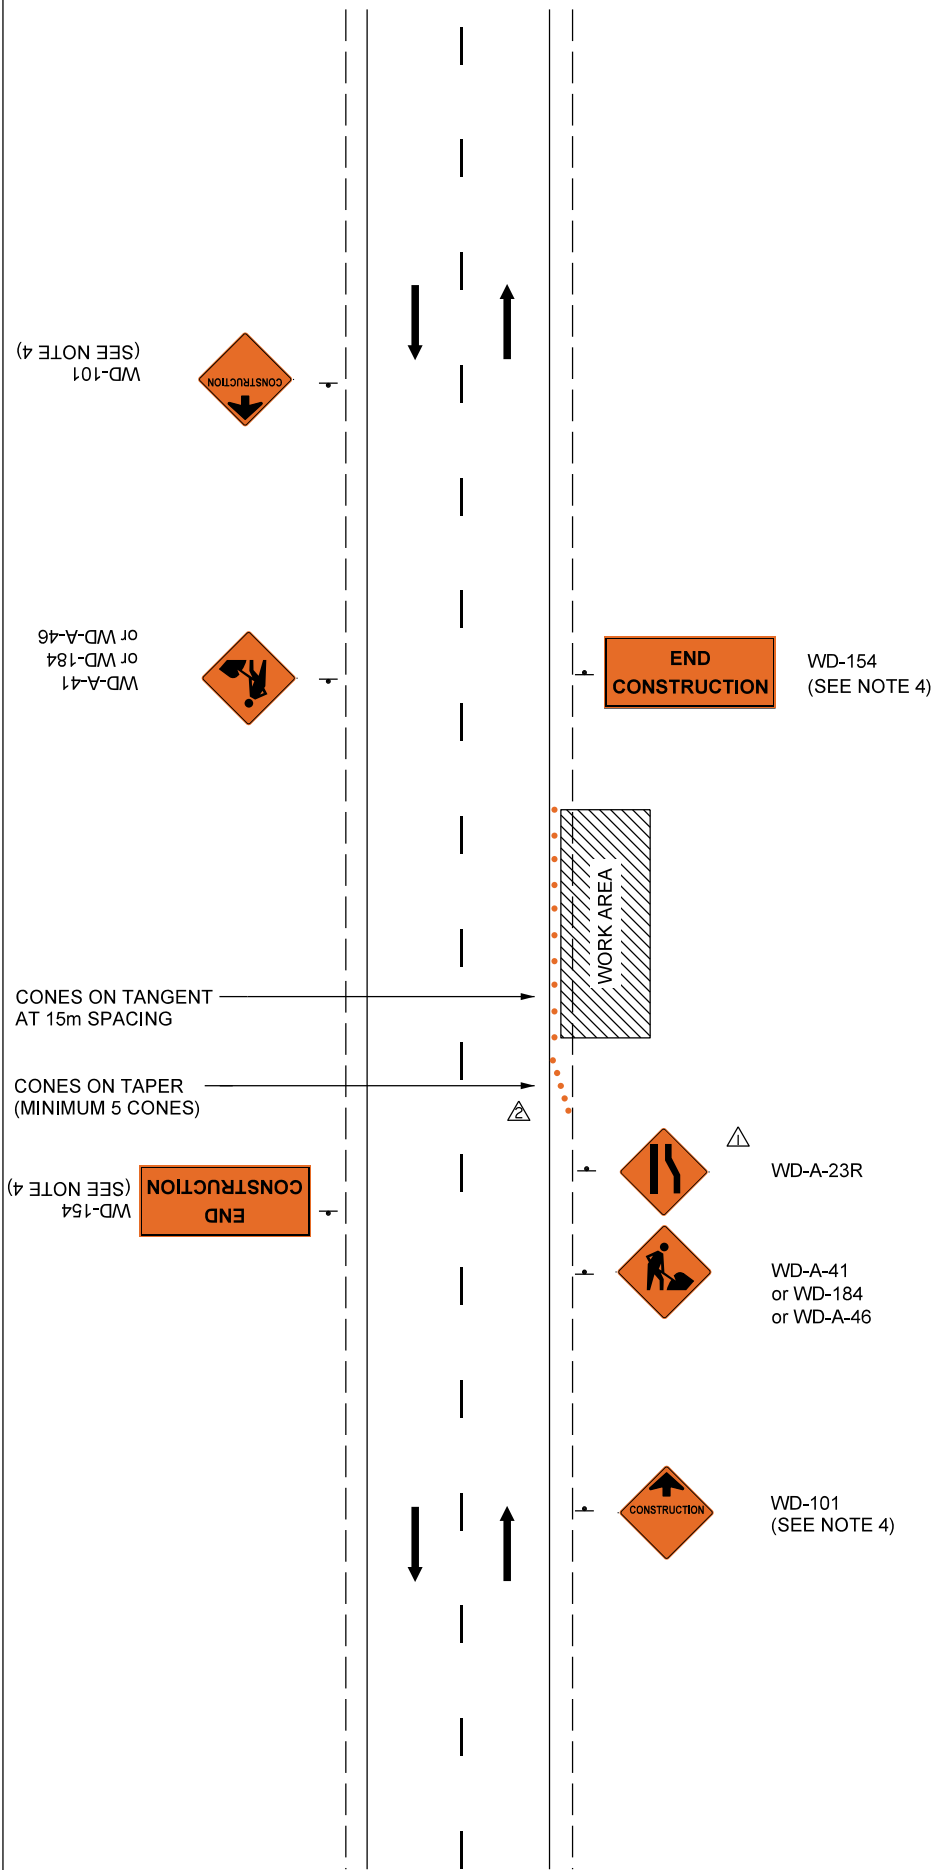 WD-101
(SEE NOTE 4)
CONSTRUCTION
WD-A-41
or WD-184
or WD-A-46
END
CONSTRUCTION
WD-154
(SEE NOTE 4)
WORK AREA
CONES ON TANGENT
AT 15m SPACING
CONES ON TAPER
(MINIMUM 5 CONES)
2
1
WD-A-23R
WD-154
(SEE NOTE 4)
END
CONSTRUCTION
WD-A-41
or WD-184
or WD-A-46
CONSTRUCTION
WD-101
(SEE NOTE 4)